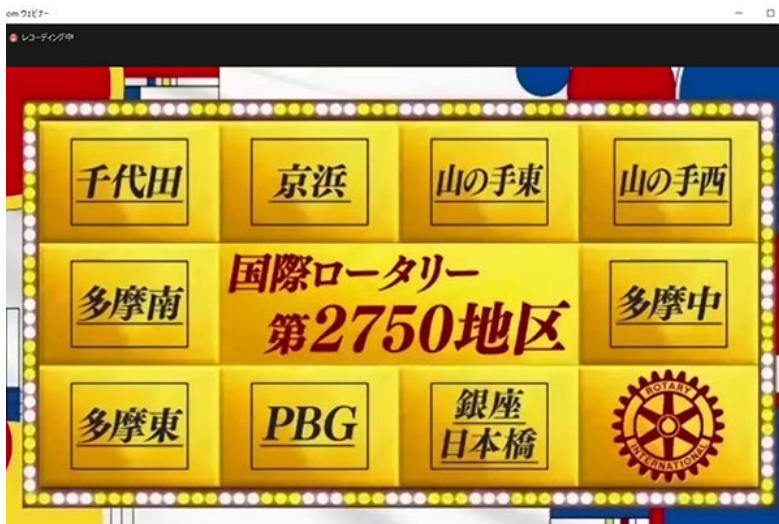 omウェビナー
レコーディング中
千代田
京浜
山の手東
山の手西
多摩南
国際ロータリー
第2750地区
多摩中
多摩東
PBG
銀座
日本橋
ROTARY
INTERNATIONAL